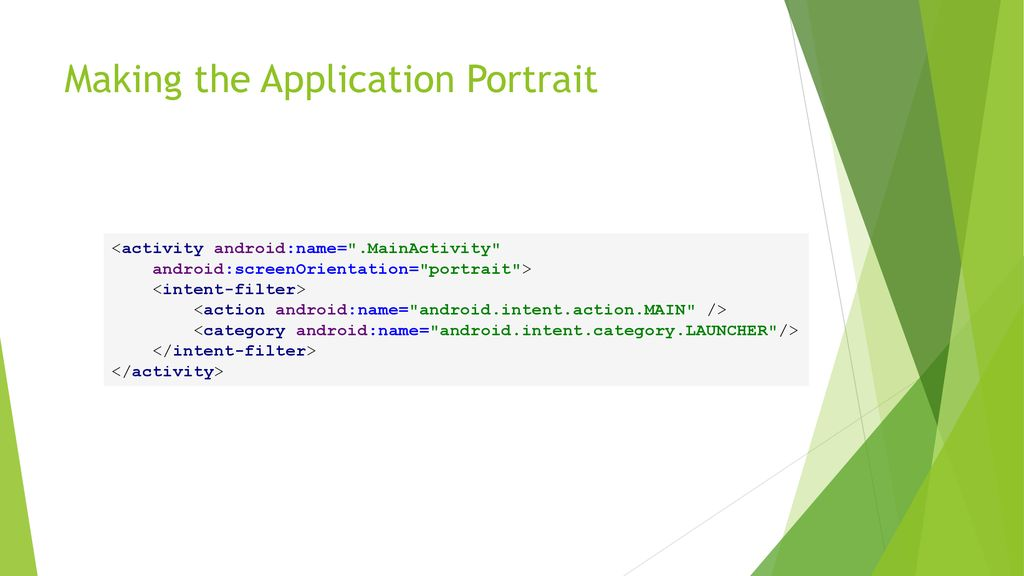 Making the Application Portrait
<activity android:name=".MainActivity"
    android:screenOrientation="portrait">
    <intent-filter>
        <action android:name="android.intent.action.MAIN" />
        <category android:name="android.intent.category.LAUNCHER"/>
    </intent-filter>
</activity>